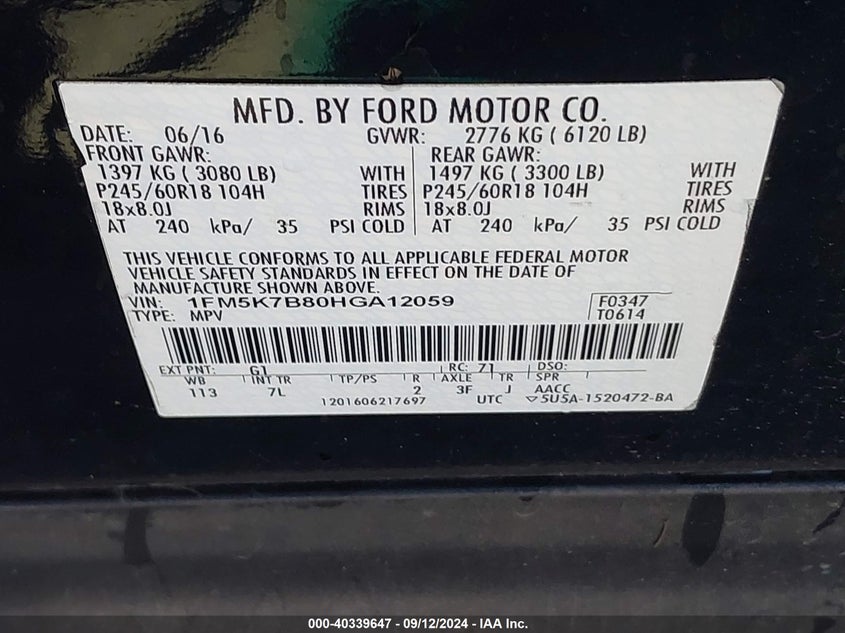 MFD. BY FORD MOTOR CO.
DATE: 06/16 GVWR: 2776 KG ( 6120 LB)
FRONT GAWR: REAR GAWR:
1397 KG ( 3080 LB) WITH 1497 KG ( 3300 LB) WITH
P245/60R18 104H TIRES P245/60R18 104H TIRES
18x8.0J RIMS 18x8.0J RIMS
AT 240 kPa/ 35 PSI COLD AT 240 kPa/ 35 PSI COLD
THIS VEHICLE CONFORMS TO ALL APPLICABLE FEDERAL MOTOR
VEHICLE SAFETY STANDARDS IN EFFECT ON THE DATE OF
MANUFACTURE SHOWN ABOVE.
VIN: 1FM5K7B80HGA12059 F0347
TYPE: MPV T0614
EXT PNT: G1 RC: 71 DSO:
WB INT TR TP/PS R AXLE TR SPR
113 7L 2 3F J AACC
1201606217697 UTC ▽5U5A-1520472-BA
000-40339647 - 09/12/2024 - IAA Inc.